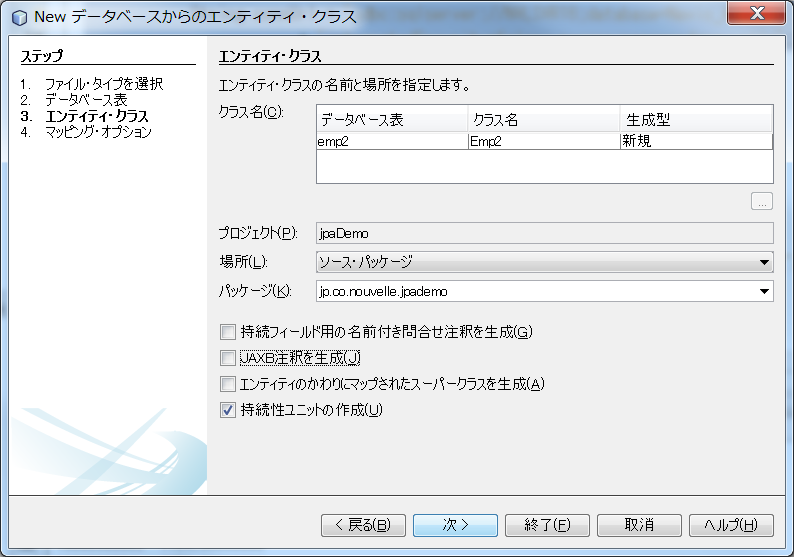 New データベースからのエンティティ・クラス
ステップ
1. ファイル・タイプを選択
2. データベース表
3. エンティティ・クラス
4. マッピング・オプション
エンティティ・クラス
エンティティ・クラスの名前と場所を指定します。
クラス名(C):
データベース表 クラス名 生成型
emp2 Emp2 新規
...
プロジェクト(P): jpaDemo
場所(L): ソース・パッケージ
パッケージ(K): jp.co.nouvelle.jpademo
持続フィールド用の名前付き問合せ注釈を生成(G)
JAXB注釈を生成(J)
エンティティのかわりにマップされたスーパークラスを生成(A)
持続性ユニットの作成(U)
< 戻る(B) 次 > 終了(F) 取消 ヘルプ(H)